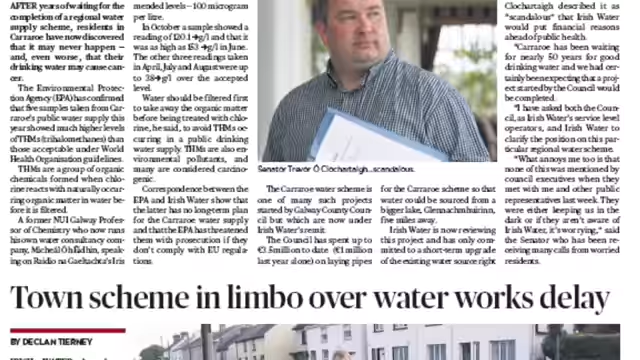 AFTER years of waiting for the
completion of a regional water
supply scheme, residents in
Carraroe have now discovered
that it may never happen –
and, even worse, that their
drinking water may cause can-
cer.
The Environmental Protec-
tion Agency (EPA) has confirmed
that five samples taken from Car-
raroe's public water supply this
year showed much higher levels
of THMs (trihalomethanes) than
those acceptable under World
Health Organisation guidelines.
THMs are a group of organic
chemicals formed when chlo-
rine reacts with naturally occur-
ring organic matter in water be-
fore it is filtered.
A former NUI Galway Profes-
sor of Chemistry who now runs
his own water consultancy com-
pany, Micheál Ó hÉidhin, speak-
ing on Raidio na Gaeltachta's Iris
mended levels – 100 microgram
per litre.
In October a sample showed a
reading of 120.1 g/l and that it
was as high as 153 g/l in June.
The other three readings taken
in April, July and August were up
to 38 g/l over the accepted
level.
Water should be filtered first
to take away the organic matter
before being treated with chlo-
rine, he said, to avoid THMs oc-
curring in a public drinking
water supply. THMs are also en-
vironmental pollutants, and
many are considered carcino-
genic.
Correspondence between the
EPA and Irish Water show that
the latter has no long-term plan
for the Carraroe water supply
and that the EPA has threatened
them with prosecution if they
don't comply with EU regula-
tions.
Senator Trevor Ó Clochartaigh...scandalous.
The Carraroe water scheme is
one of many such projects
started by Galway County Coun-
cil but which are now under
Irish Water's remit.
The Council has spent up to
€3.5million to date (€1 million
last year alone) on laying pipes
for the Carraroe scheme so that
water could be sourced from a
bigger lake, Glennachmhuirinn,
five miles away.
Irish Water is now reviewing
this project and has only com-
mitted to a short-term upgrade
of the existing water source right
Clochartaigh described it as
"scandalous" that Irish Water
would put financial reasons
ahead of public health.
"Carraroe has been waiting
for nearly 50 years for good
drinking water and we had cer-
tainly been expecting that a proj-
ect started by the Council would
be completed.
"I have asked both the Coun-
cil, as Irish Water's service level
operators, and Irish Water to
clarify the position on this par-
ticular regional water scheme.
"What annoys me too is that
none of this was mentioned by
council executives when they
met with me and other public
representatives last week. They
were either keeping us in the
dark or if they aren't aware of
Irish Water, it's worrying," said
the Senator who has been re-
ceiving many calls from worried
residents.
Town scheme in limbo over water works delay
BY DECLAN TIERNEY